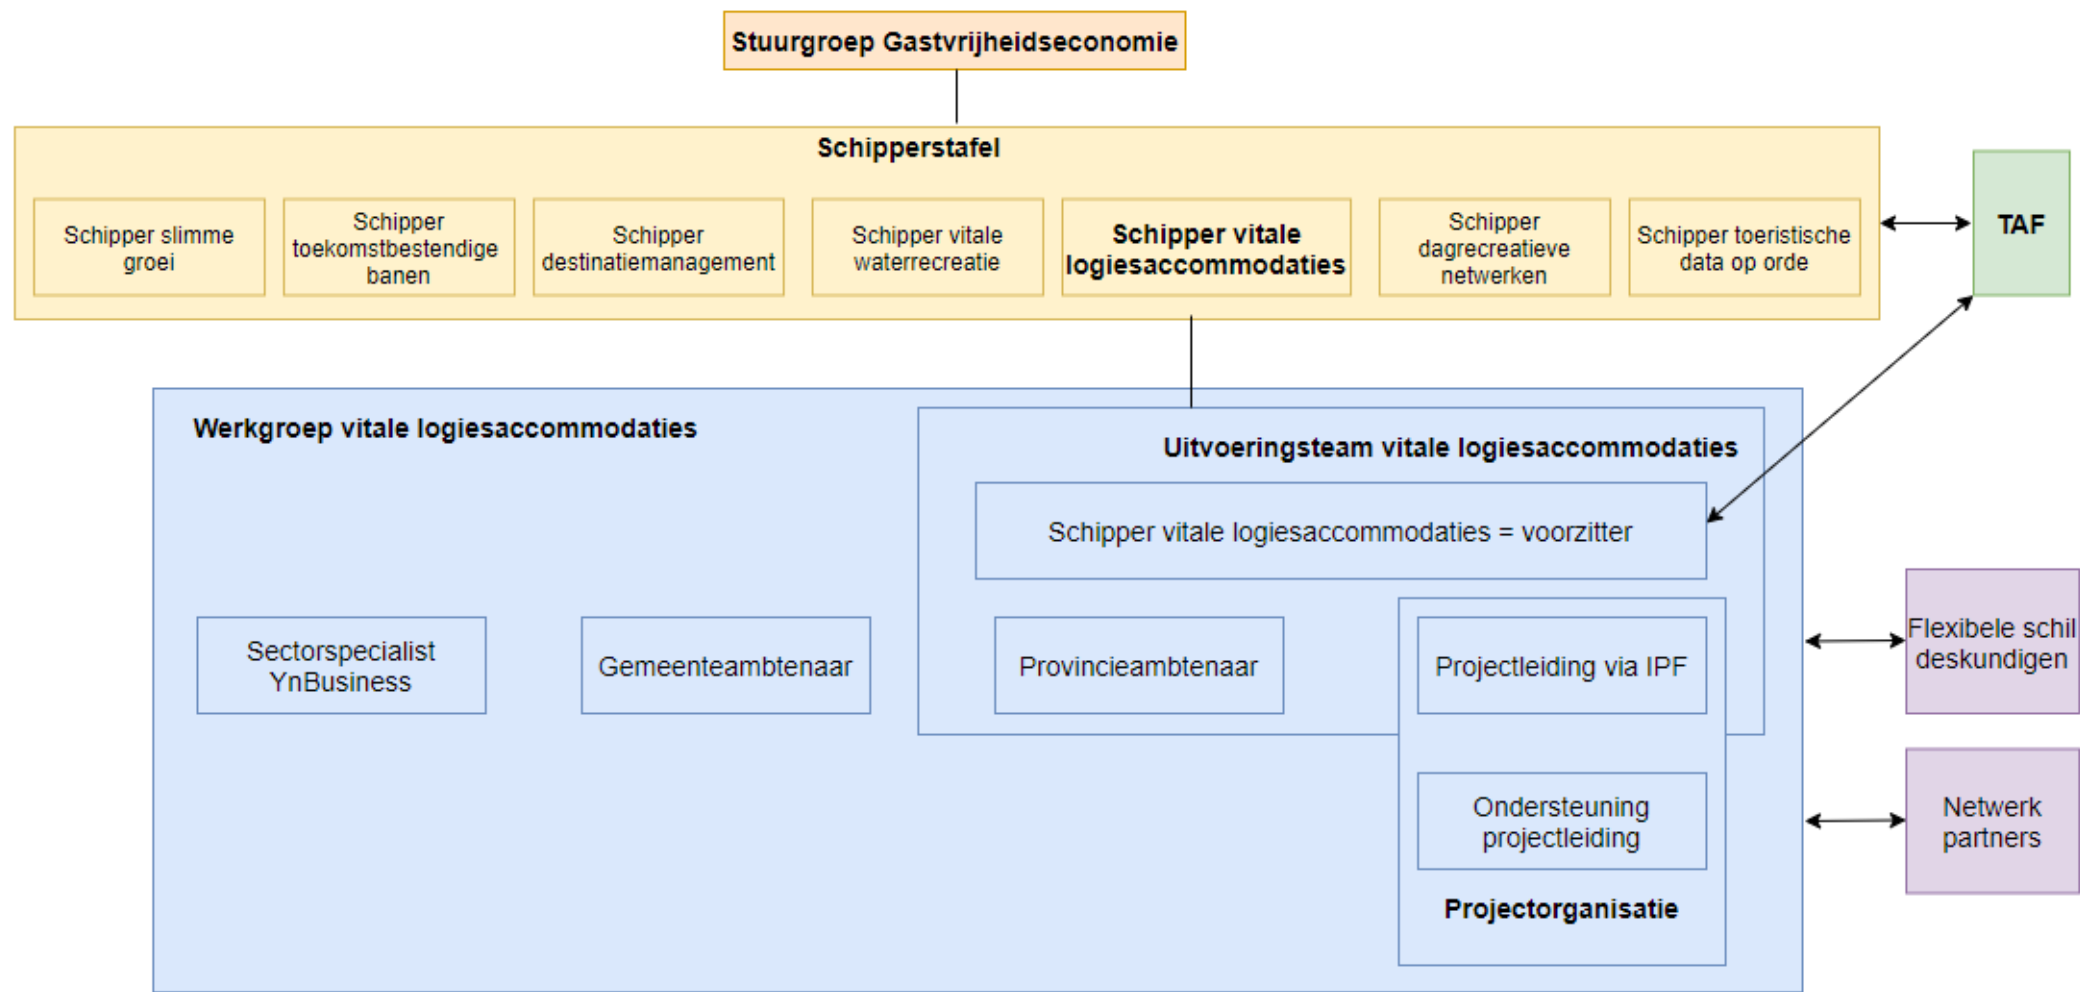 Stuurgroep Gastvrijheidseconomie
Schipperstafel
Schipper slimme
groei
Schipper
toekomstbestendige
banen
Schipper
destinatiemanagement
Schipper vitale
waterrecreatie
Schipper vitale
logiesaccommodaties
Schipper
dagrecreatieve
netwerken
Schipper toeristische
data op orde
TAF
Werkgroep vitale logiesaccommodaties
Uitvoeringsteam vitale logiesaccommodaties
Schipper vitale logiesaccommodaties = voorzitter
Sectorspecialist
YnBusiness
Gemeenteambtenaar
Provincieambtenaar
Projectleiding via IPF
Flexibele schil
deskundigen
Ondersteuning
projectleiding
Netwerk
partners
Projectorganisatie